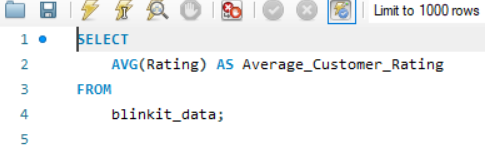 Limit to 1000 rows
1 SELECT
2 AVG(Rating) AS Average_Customer_Rating
3 FROM
4 blinkit_data;
5